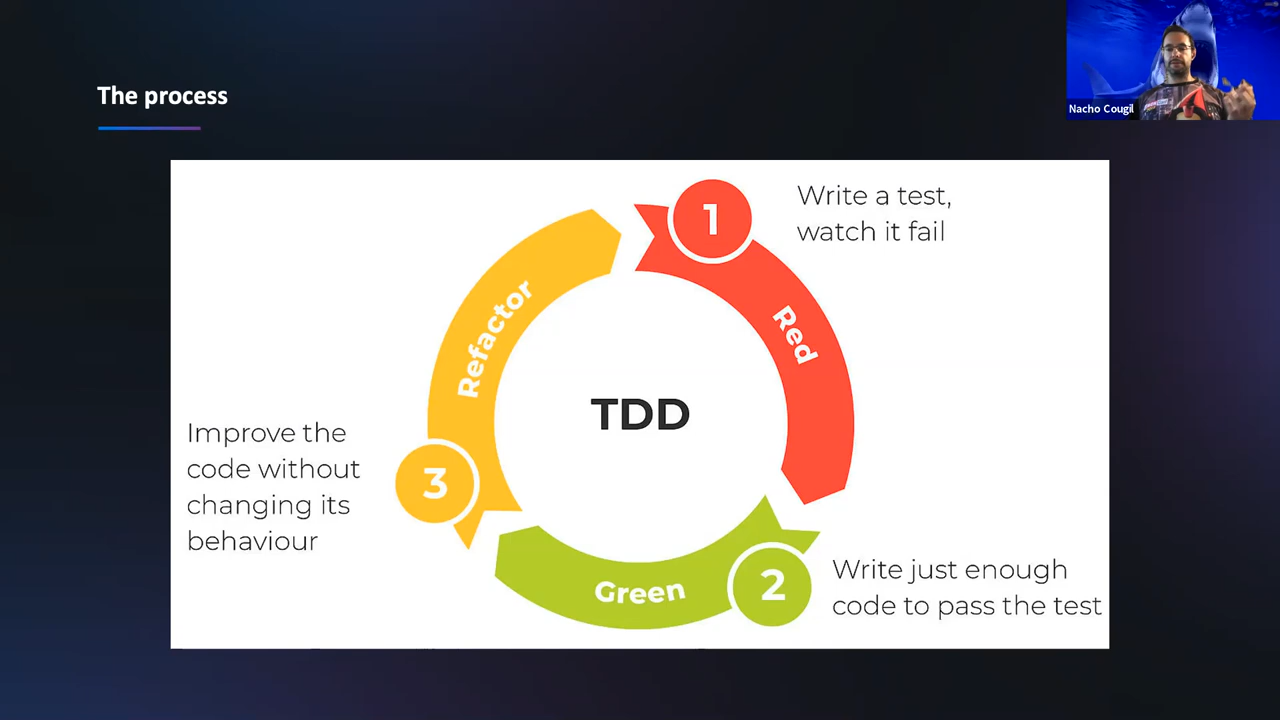 The process
Nacho Cougil
1
Write a test,
watch it fail
Red
Refactor
TDD
Improve the
code without
changing its
behaviour
3
Green
2
Write just enough
code to pass the test